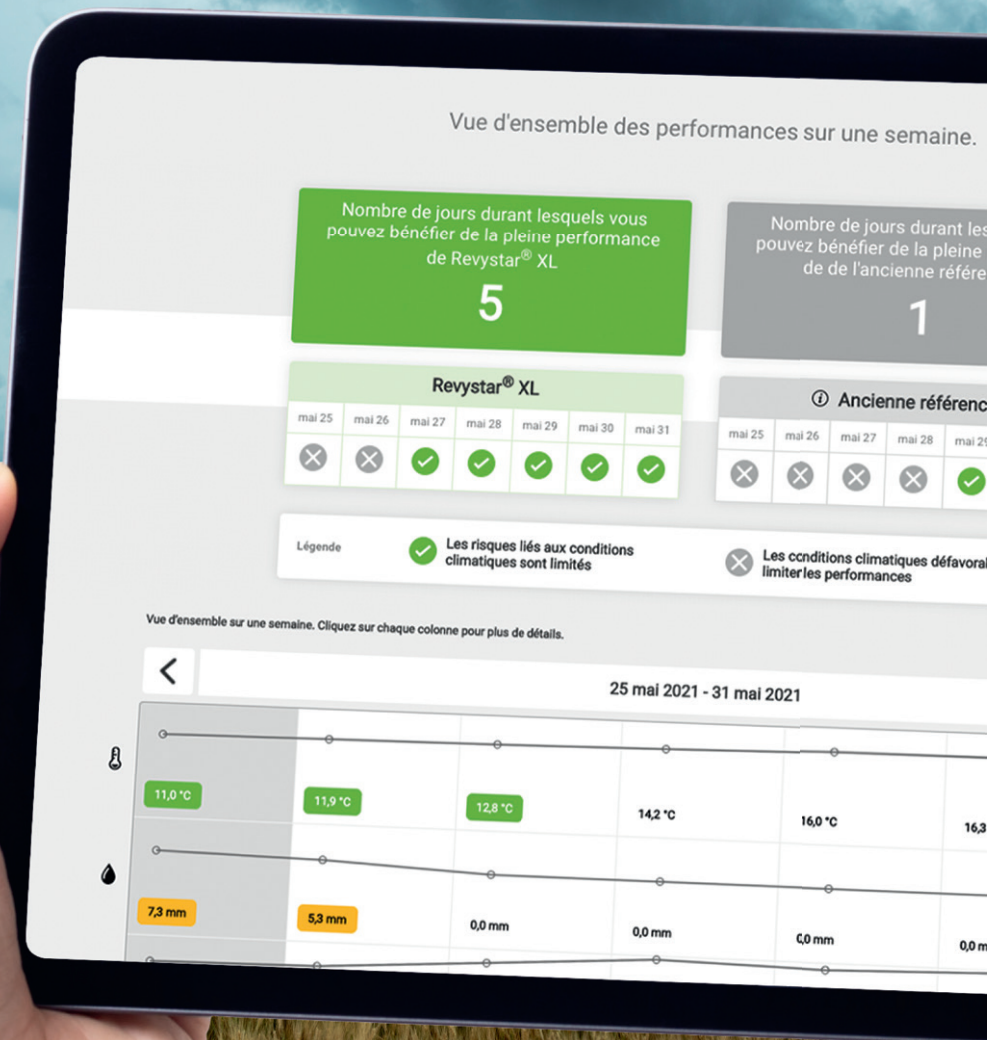 Vue d'ensemble des performances sur une semaine.
Nombre de jours durant lesquels vous
pouvez bénéfier de la pleine performance
de Revystar® XL
5
Nombre de jours durant les
pouvez bénéfier de la pleine
de de l'ancienne référe
1
Revystar® XL
mai 25 mai 26 mai 27 mai 28 mai 29 mai 30 mai 31
Ancienne référenc
mai 25 mai 26 mai 27 mai 28 mai 29
Légende
Les risques liés aux conditions
climatiques sont limités
Les conditions climatiques défavoral
limiter les performances
Vue d'ensemble sur une semaine. Cliquez sur chaque colonne pour plus de détails.
25 mai 2021 - 31 mai 2021
11,0 °C 11,9 °C 12,8 °C 14,2 °C 16,0 °C 16,3
7,3 mm 5,3 mm 0,0 mm 0,0 mm 0,0 mm 0,0 m